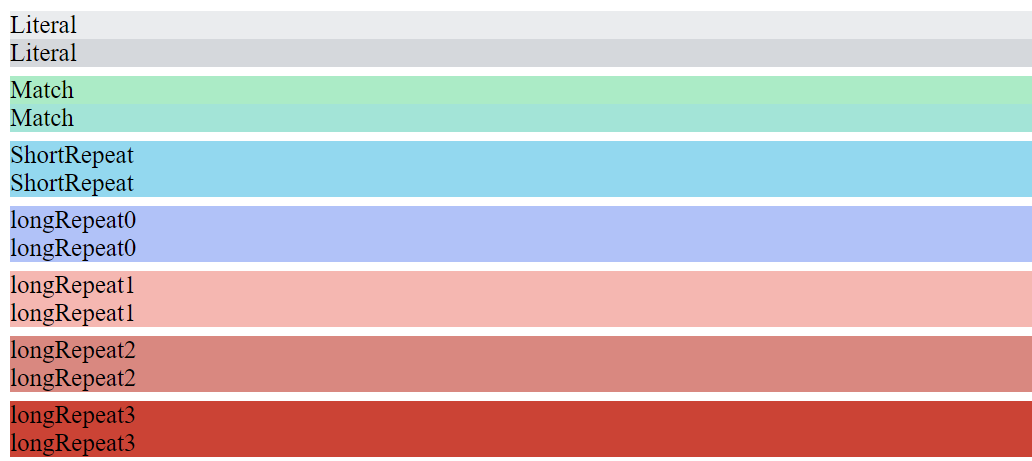 Literal
Literal
Match
Match
ShortRepeat
ShortRepeat
longRepeat0
longRepeat0
longRepeat1
longRepeat1
longRepeat2
longRepeat2
longRepeat3
longRepeat3